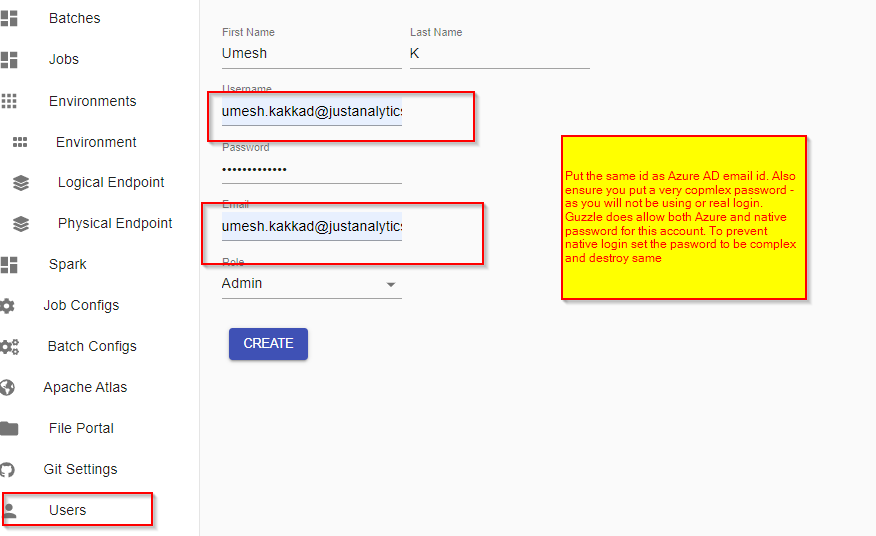 Batches
Jobs
Environments
Environment
Logical Endpoint
Physical Endpoint
Spark
Job Configs
Batch Configs
Apache Atlas
File Portal
Git Settings
Users
First Name
Last Name
Umesh
K
Username
umesh.kakkad@justanalytics
Password
•••••••••••••
Email
umesh.kakkad@justanalytics
Role
Admin
CREATE
Put the same id as Azure AD email id. Also
ensure you put a very copmlex password -
as you will not be using or real login.
Guzzle does allow both Azure and native
password for this account. To prevent
native login set the pasword to be complex
and destroy same